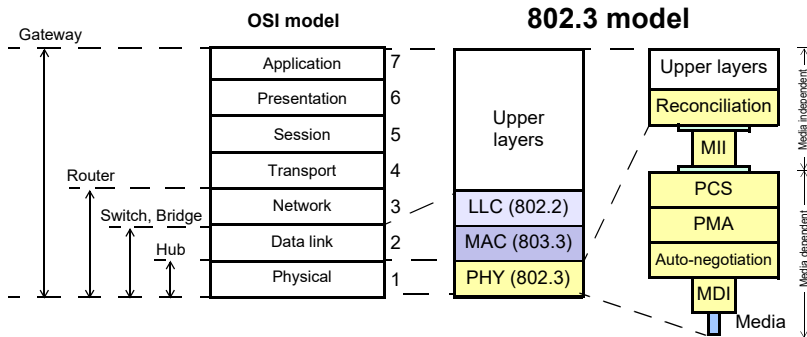 OSI model
802.3 model
Gateway
Application
7
Presentation
6
Session
5
Transport
4
Router
Network
3
Switch, Bridge
Data link
2
Hub
Physical
1
Upper
layers
LLC (802.2)
MAC (803.3)
PHY (802.3)
Upper layers
Reconciliation
MII
PCS
PMA
Auto-negotiation
MDI
Media
Media independent
Media dependent